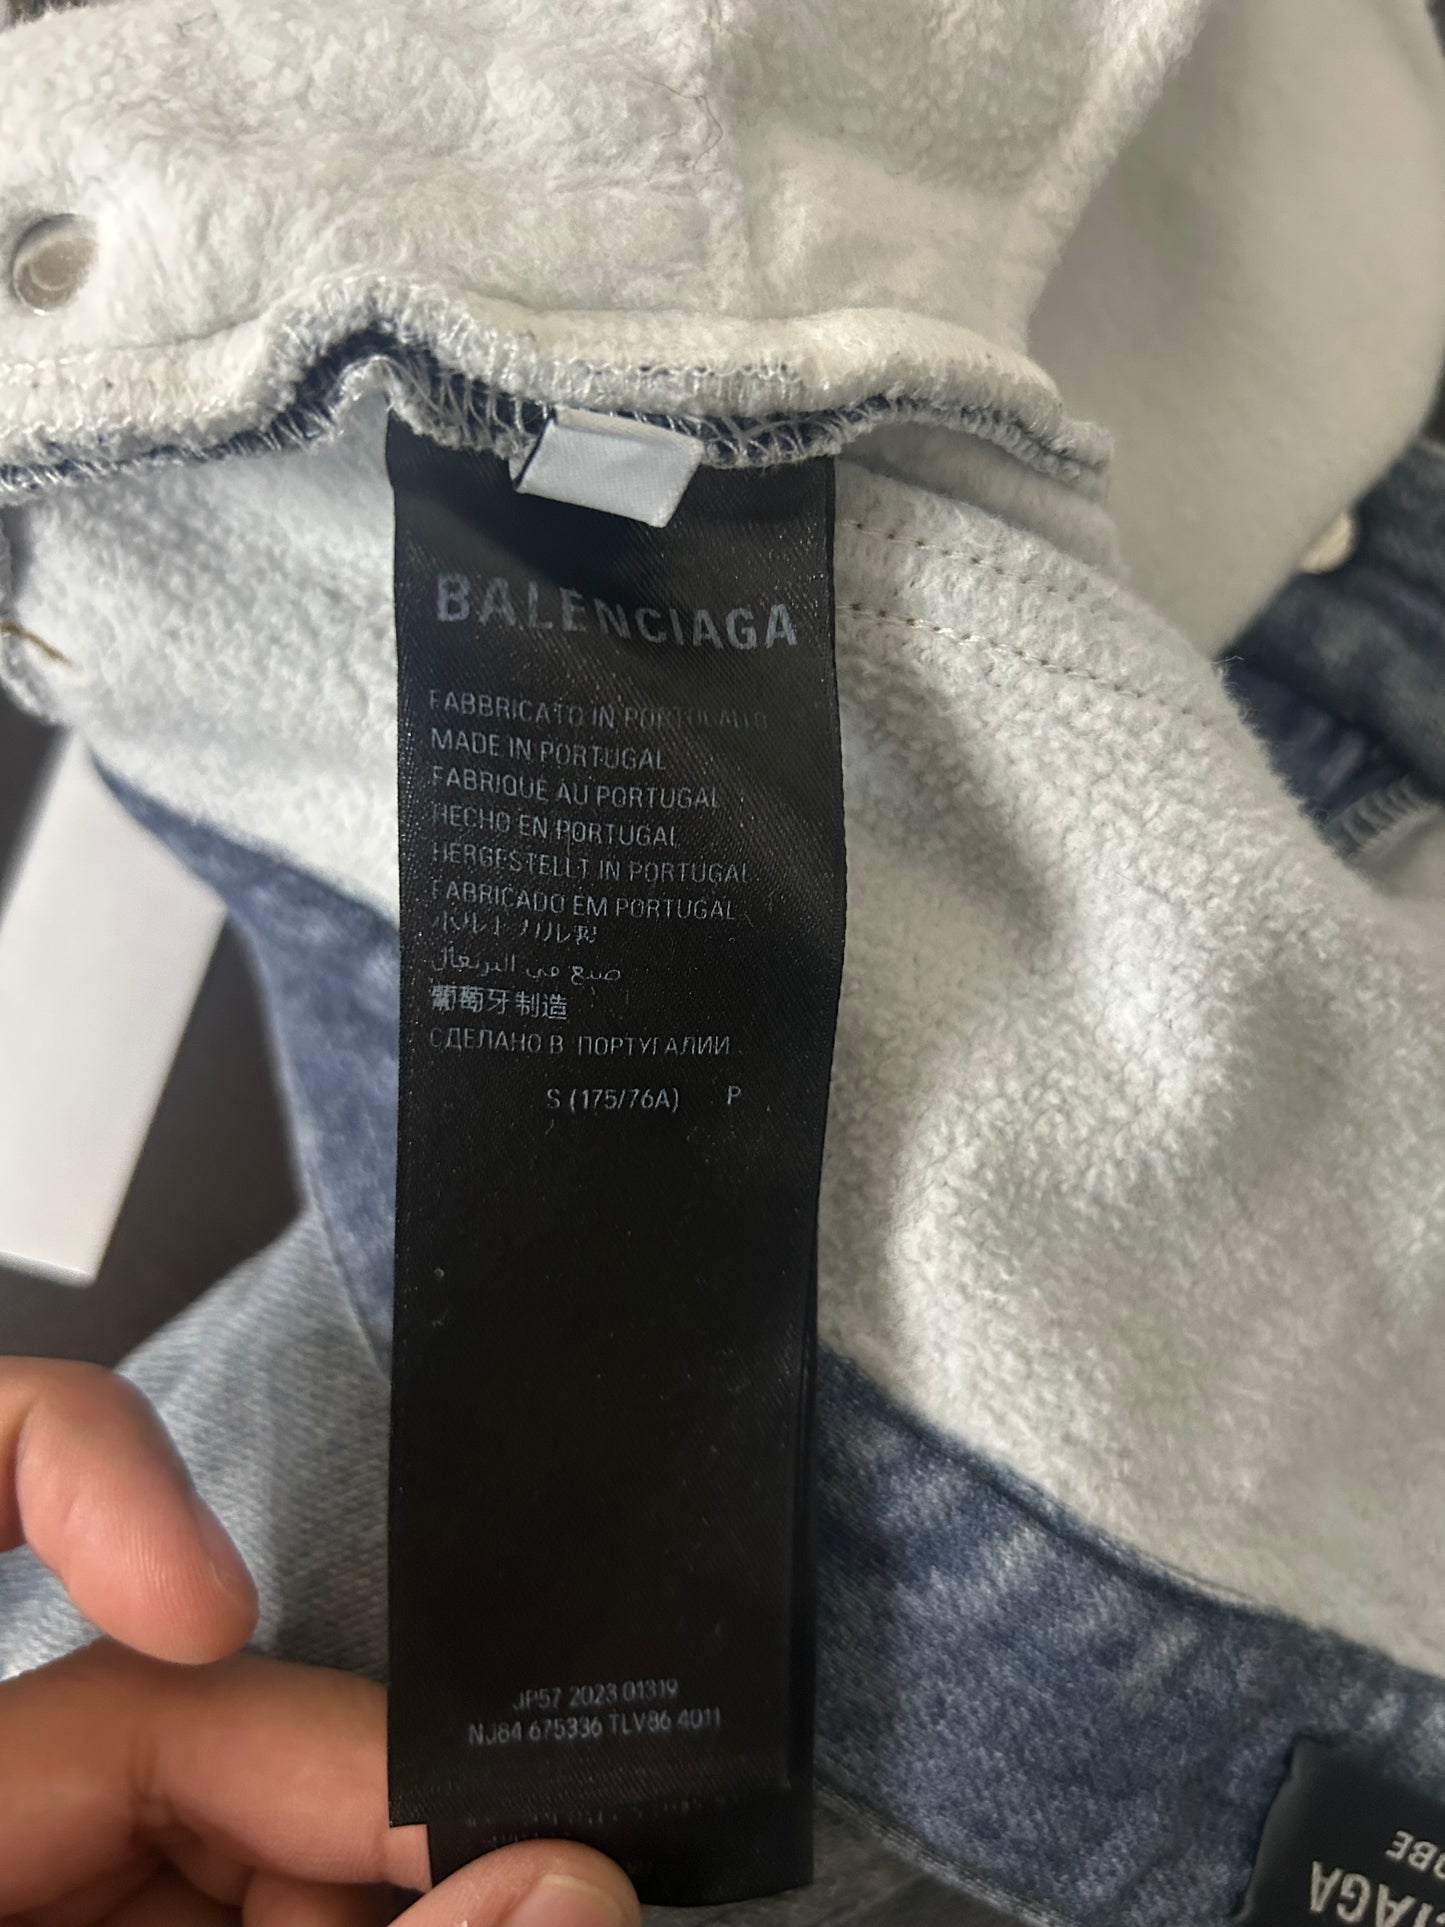 BALENCIAGA
FABBRICATO IN PORTOGALLO
MADE IN PORTUGAL
FABRIQUE AU PORTUGAL
HECHO EN PORTUGAL
HERGESTELLT IN PORTUGAL
FABRICADO EM PORTUGAL
ポルトガル製
صنع في البرتغال
葡萄牙制造
СДЕЛАНО В ПОРТУГАЛИИ
S (175/76A) P
JP57 2023 01319
NJ84 675336 TLV86 4011